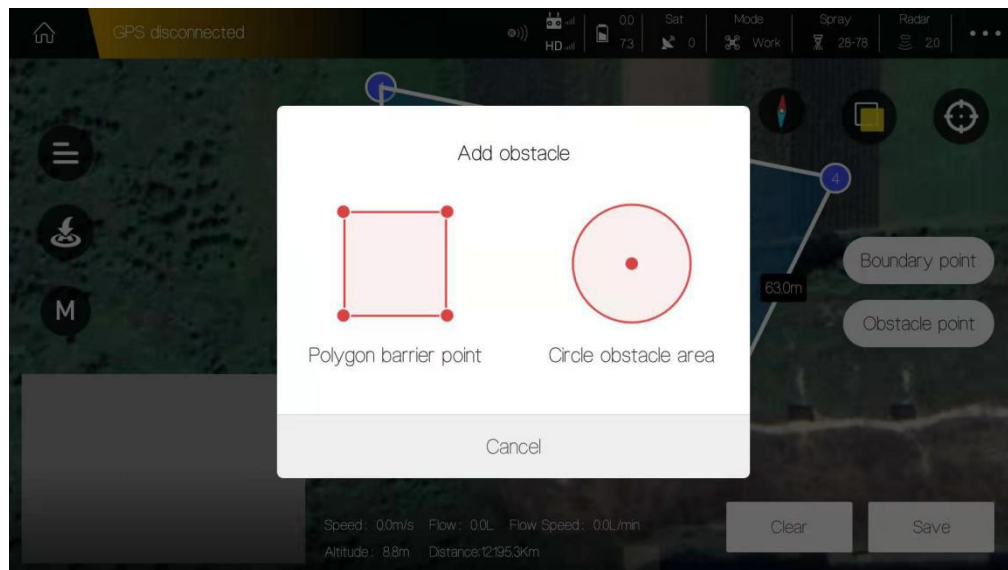 GPS disconnected
HD
0.0
7.3
Sat
0
Mode
Work
Spray
28-78
Radar
2.0
Add obstacle
4
Boundary point
63.0m
M
Obstacle point
Polygon barrier point
Circle obstacle area
Cancel
Speed: 0.0m/s Flow: 0.0L Flow Speed: 0.0L/min
Altitude: 8.8m Distance:12195.3Km
Clear
Save